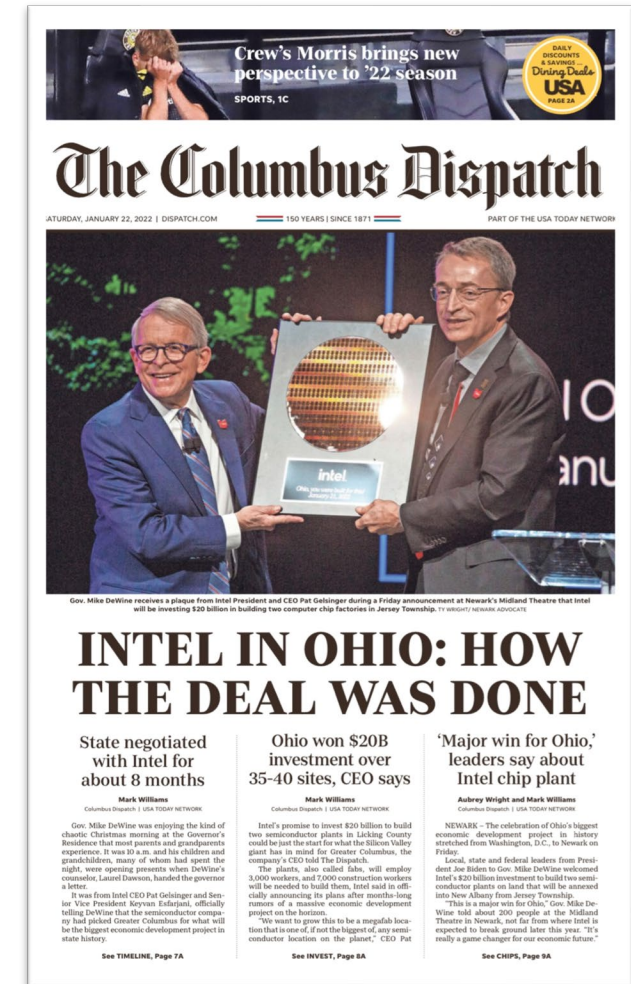 Crew's Morris brings new
perspective to '22 season
SPORTS, 1C
DAILY
DISCOUNTS
& SAVINGS ...
Dining Deals
USA
PAGE 2A
The Columbus Dispatch
ATURDAY, JANUARY 22, 2022 | DISPATCH.COM
150 YEARS | SINCE 1871
PART OF THE USA TODAY NETWORK
intel
Gov. Mike DeWine receives a plaque from Intel President and CEO Pat Gelsinger during a Friday announcement at Newark's Midland Theatre that Intel
will be investing $20 billion in building two computer chip factories in Jersey Township. TY WRIGHT/ NEWARK ADVOCATE
INTEL IN OHIO: HOW
THE DEAL WAS DONE
State negotiated
with Intel for
about 8 months
Mark Williams
Columbus Dispatch | USA TODAY NETWORK
Gov. Mike DeWine was enjoying the kind of
chaotic Christmas morning at the Governor's
Residence that most parents and grandparents
experience. It was 10 a.m. and his children and
grandchildren, many of whom had spent the
night, were opening presents when DeWine's
counselor, Laurel Dawson, handed the governor
a letter.
It was from Intel CEO Pat Gelsinger and Sen-
ior Vice President Keyvan Esfarjani, officially
telling DeWine that the semiconductor compa-
ny had picked Greater Columbus for what will
be the biggest economic development project in
state history.
See TIMELINE, Page 7A
Ohio won $20B
investment over
35-40 sites, CEO says
Mark Williams
Columbus Dispatch | USA TODAY NETWORK
Intel's promise to invest $20 billion to build
two semiconductor plants in Licking County
could be just the start for what the Silicon Valley
giant has in mind for Greater Columbus, the
company's CEO told The Dispatch.
The plants, also called fabs, will employ
3,000 workers, and 7,000 construction workers
will be needed to build them, Intel said in offi-
cially announcing its plans after months-long
rumors of a massive economic development
project on the horizon.
"We want to grow this to be a megafab loca-
tion that is one of, if not the biggest of, any semi-
conductor location on the planet," CEO Pat
See INVEST, Page 8A
'Major win for Ohio,'
leaders say about
Intel chip plant
Aubrey Wright and Mark Williams
Columbus Dispatch | USA TODAY NETWORK
NEWARK – The celebration of Ohio's biggest
economic development project in history
stretched from Washington, D.C., to Newark on
Friday.
Local, state and federal leaders from Presi-
dent Joe Biden to Gov. Mike DeWine welcomed
Intel's $20 billion investment to build two semi-
conductor plants on land that will be annexed
into New Albany from Jersey Township.
"This is a major win for Ohio," Gov. Mike De-
Wine told about 200 people at the Midland
Theatre in Newark, not far from where Intel is
expected to break ground later this year. "It's
really a game changer for our economic future."
See CHIPS, Page 9A